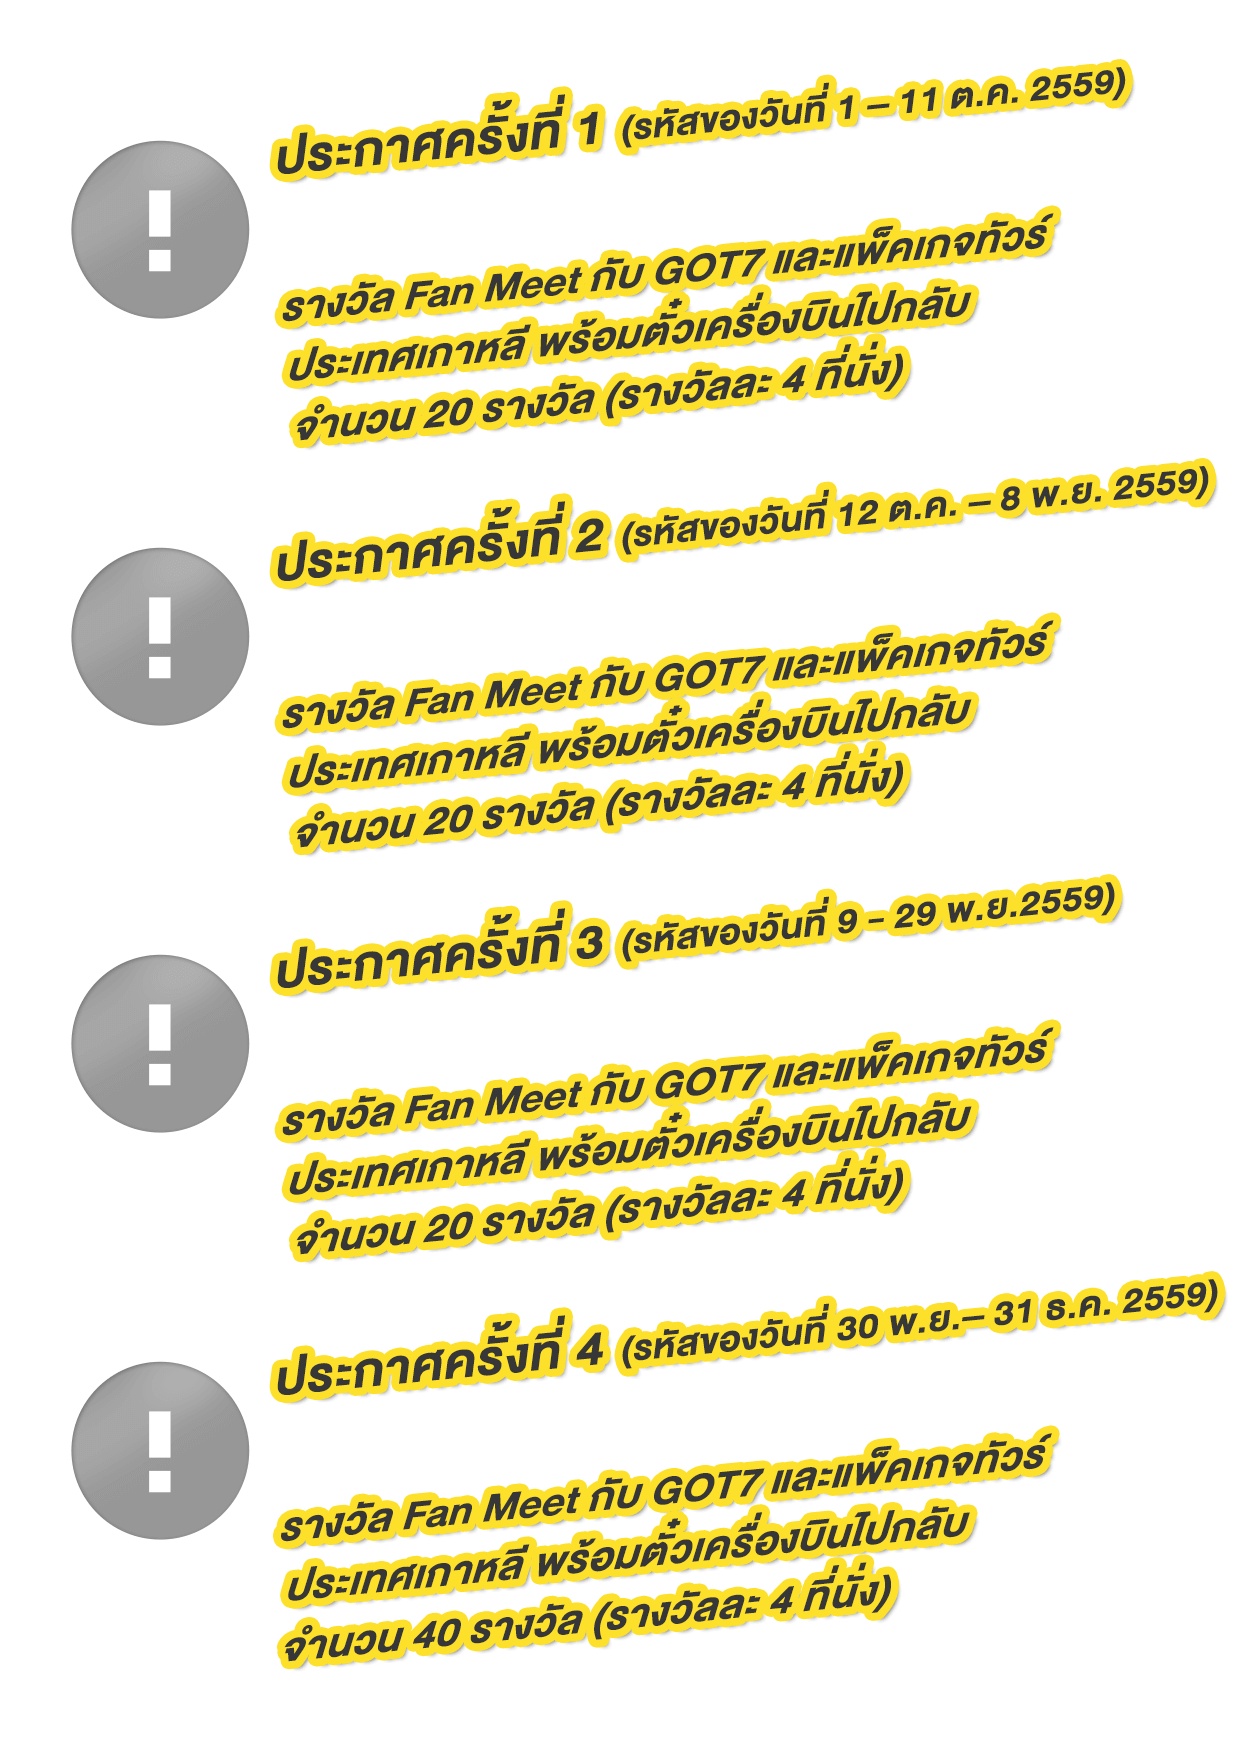 ประกาศครั้งที่ 1 (รหัสของวันที่ 1 – 11 ต.ค. 2559)
รางวัล Fan Meet กับ GOT7 และแพ็คเกจทัวร์
ประเทศเกาหลี พร้อมตั๋วเครื่องบินไปกลับ
จำนวน 20 รางวัล (รางวัลละ 4 ที่นั่ง)
ประกาศครั้งที่ 2 (รหัสของวันที่ 12 ต.ค. – 8 พ.ย. 2559)
รางวัล Fan Meet กับ GOT7 และแพ็คเกจทัวร์
ประเทศเกาหลี พร้อมตั๋วเครื่องบินไปกลับ
จำนวน 20 รางวัล (รางวัลละ 4 ที่นั่ง)
ประกาศครั้งที่ 3 (รหัสของวันที่ 9 - 29 พ.ย.2559)
รางวัล Fan Meet กับ GOT7 และแพ็คเกจทัวร์
ประเทศเกาหลี พร้อมตั๋วเครื่องบินไปกลับ
จำนวน 20 รางวัล (รางวัลละ 4 ที่นั่ง)
ประกาศครั้งที่ 4 (รหัสของวันที่ 30 พ.ย.– 31 ธ.ค. 2559)
รางวัล Fan Meet กับ GOT7 และแพ็คเกจทัวร์
ประเทศเกาหลี พร้อมตั๋วเครื่องบินไปกลับ
จำนวน 40 รางวัล (รางวัลละ 4 ที่นั่ง)